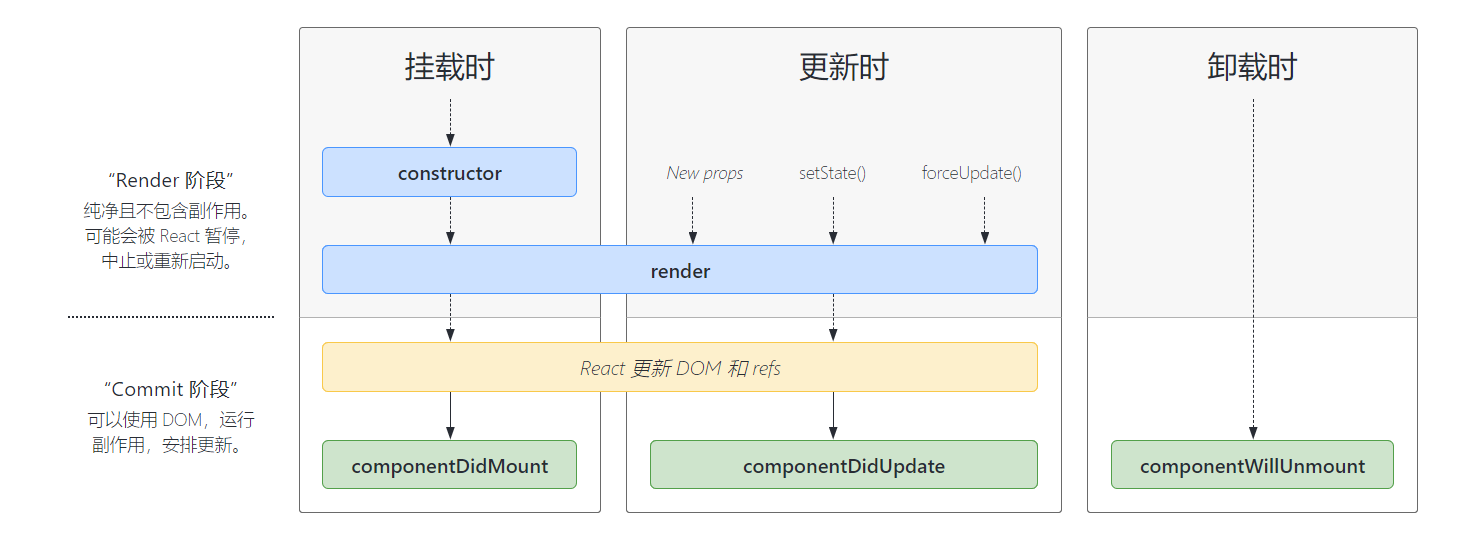 挂载时
更新时
卸载时
“Render 阶段”
纯净且不包含副作用。
可能会被 React 暂停，
中止或重新启动。
constructor
New props
setState()
forceUpdate()
render
“Commit 阶段”
可以使用 DOM，运行
副作用，安排更新。
React 更新 DOM 和 refs
componentDidMount
componentDidUpdate
componentWillUnmount